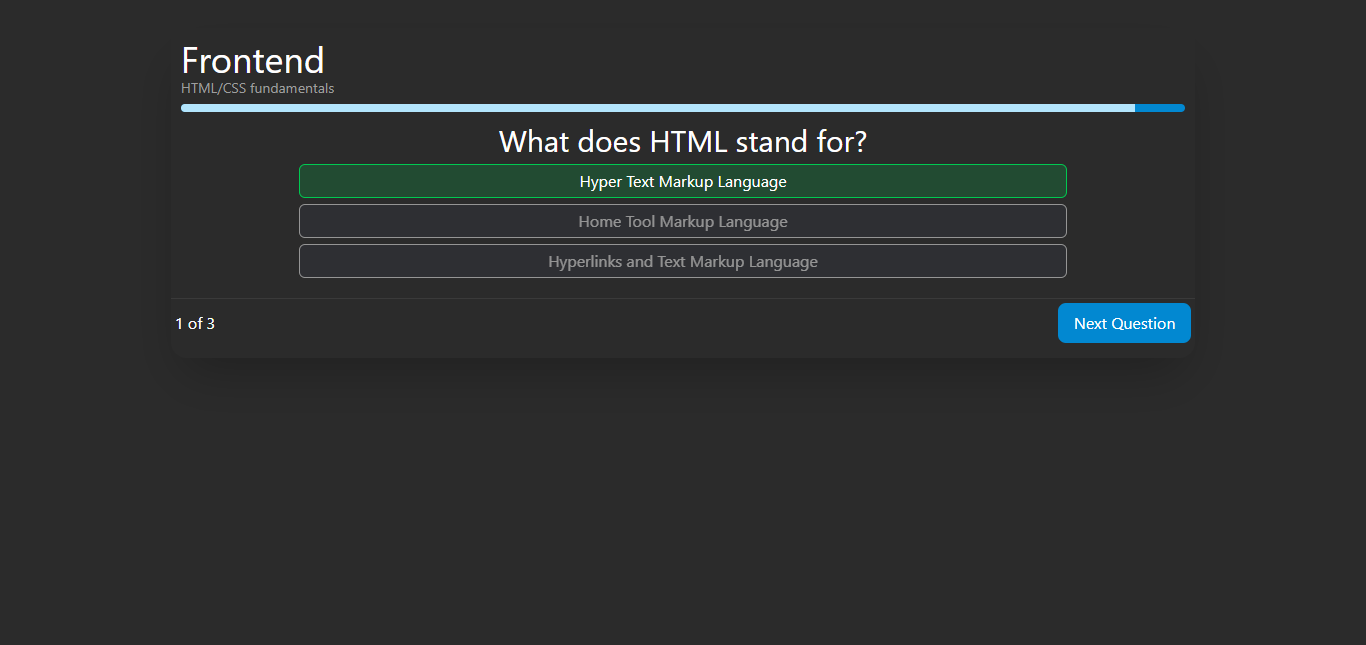 Frontend
HTML/CSS fundamentals
What does HTML stand for?
Hyper Text Markup Language
Home Tool Markup Language
Hyperlinks and Text Markup Language
1 of 3
Next Question